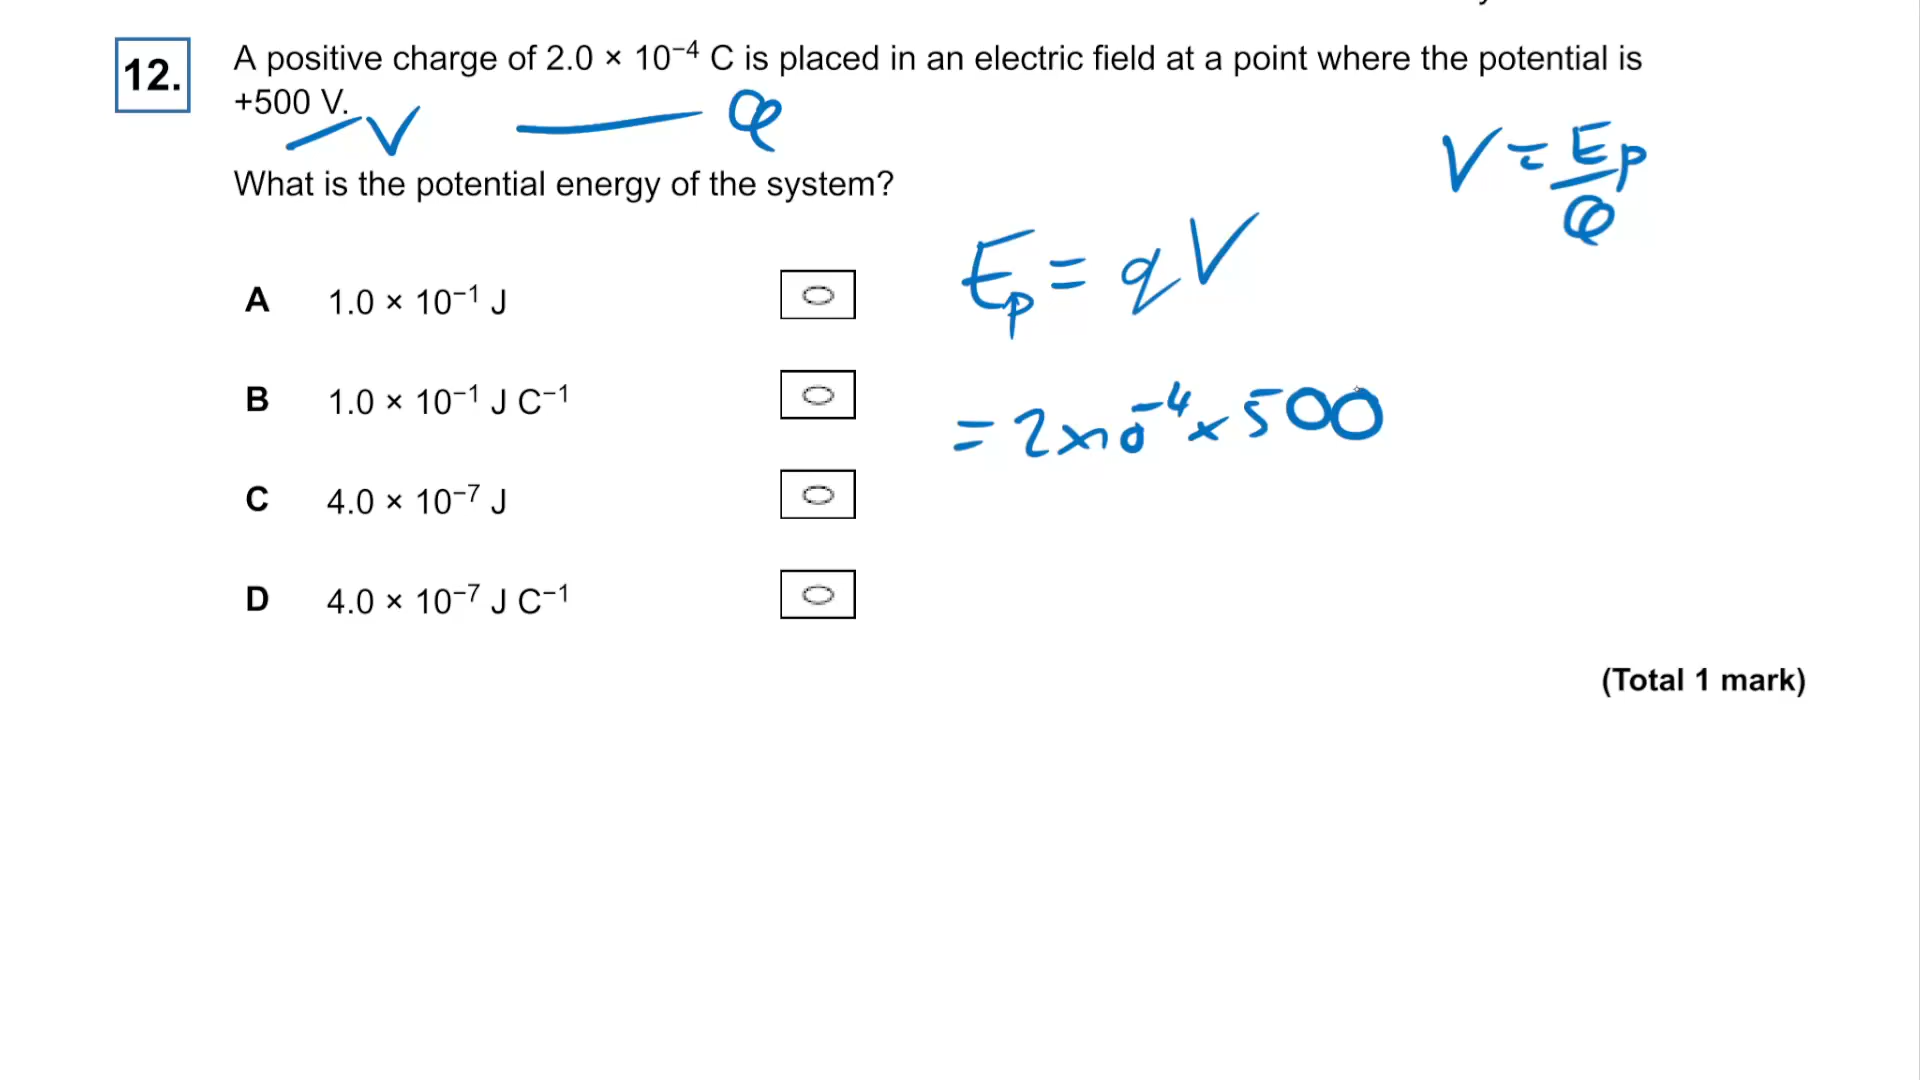 12. A positive charge of 2.0 × 10⁻⁴ C is placed in an electric field at a point where the potential is
+500 V.
V Q
V = Ep/Q
What is the potential energy of the system?
Ep = qV
A 1.0 × 10⁻¹ J
B 1.0 × 10⁻¹ J C⁻¹
= 2×10⁻⁴ × 500
C 4.0 × 10⁻⁷ J
D 4.0 × 10⁻⁷ J C⁻¹
(Total 1 mark)